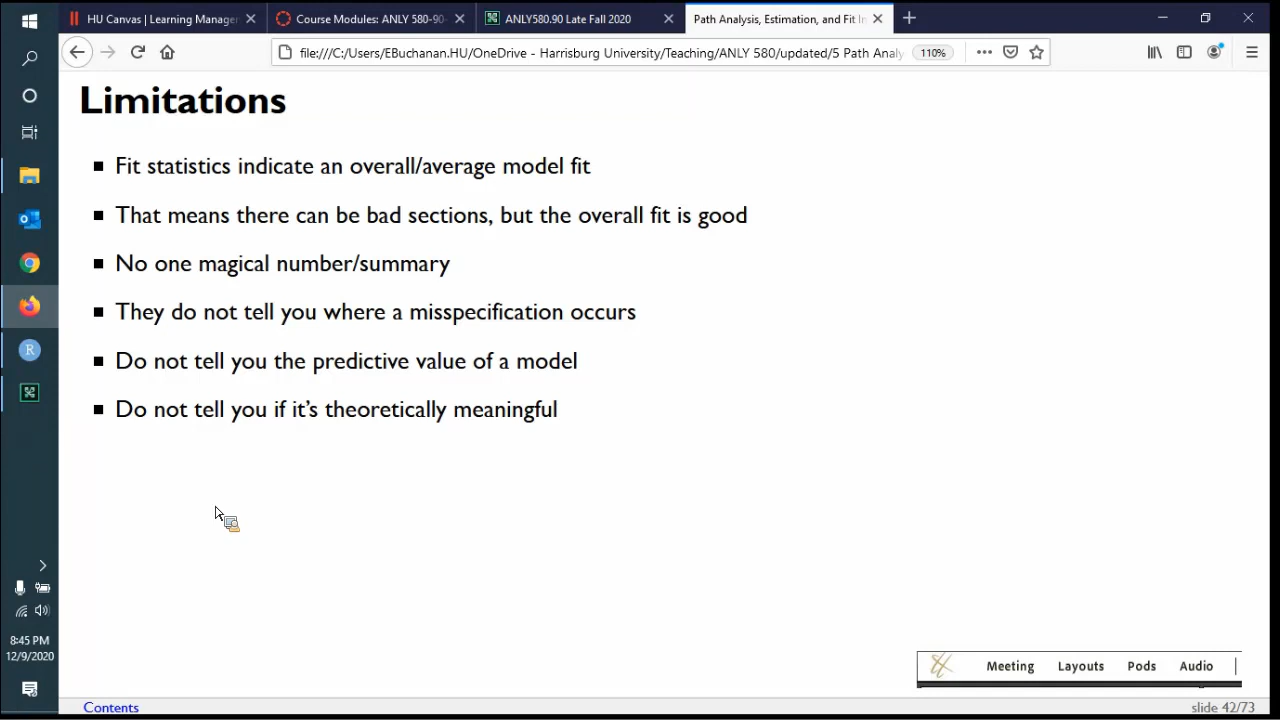 HU Canvas | Learning Manage
Course Modules: ANLY 580-90-
ANLY580.90 Late Fall 2020
Path Analysis, Estimation, and Fit In
file:///C:/Users/EBuchanan.HU/OneDrive - Harrisburg University/Teaching/ANLY 580/updated/5 Path Analy
110%
Limitations
Fit statistics indicate an overall/average model fit
That means there can be bad sections, but the overall fit is good
No one magical number/summary
They do not tell you where a misspecification occurs
Do not tell you the predictive value of a model
Do not tell you if it’s theoretically meaningful
R
8:45 PM
12/9/2020
Meeting Layouts Pods Audio
Contents
slide 42/73